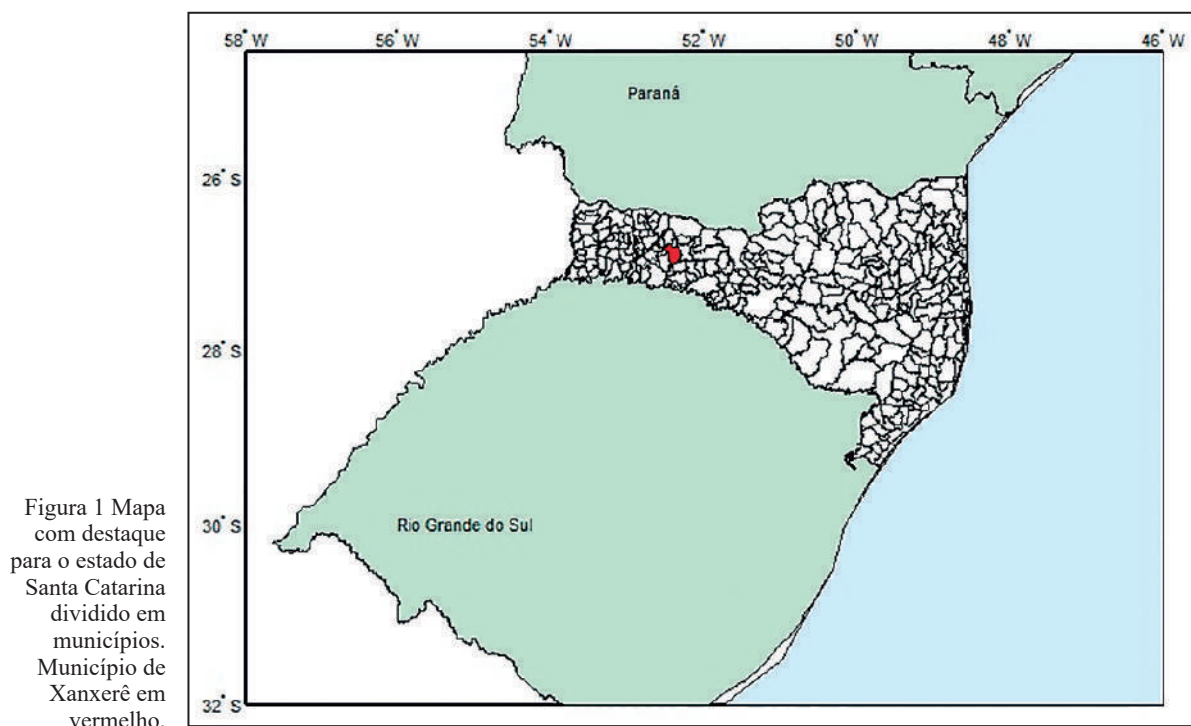 58° W 56° W 54° W 52° W 50° W 48° W 46° W
Paraná
26° S
28° S
Rio Grande do Sul
30° S
32° S
Figura 1 Mapa
com destaque
para o estado de
Santa Catarina
dividido em
municípios.
Município de
Xanxerê em
vermelho.